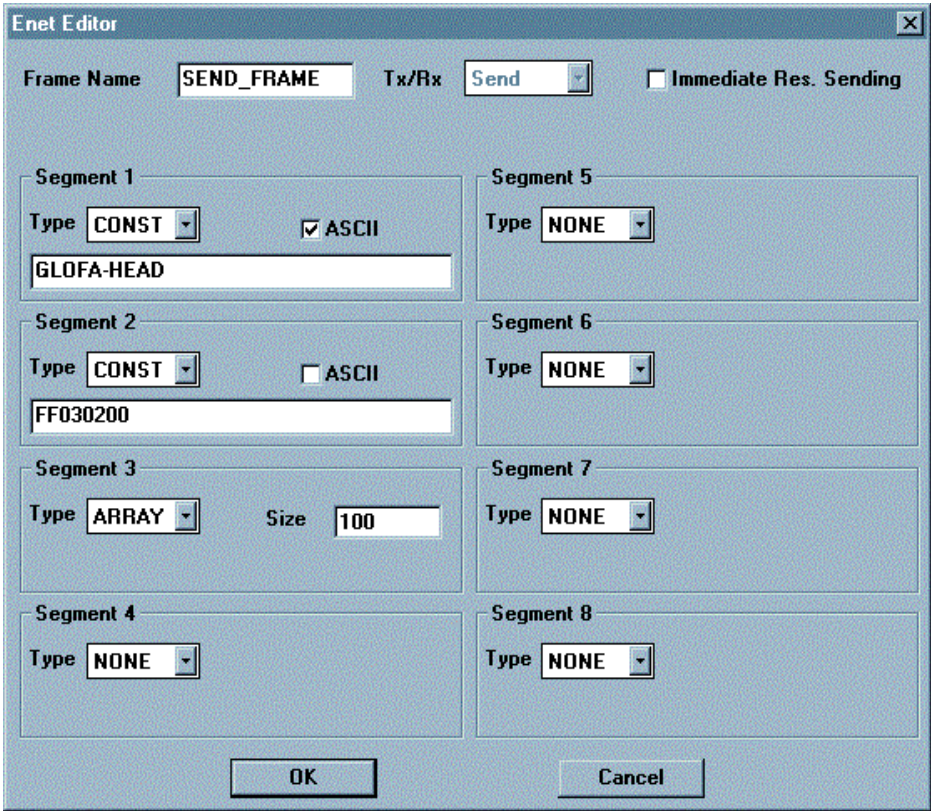 Enet Editor
Frame Name SEND_FRAME Tx/Rx Send Immediate Res. Sending
Segment 1
Type CONST ASCII
GLOFA-HEAD
Segment 2
Type CONST ASCII
FF030200
Segment 3
Type ARRAY Size 100
Segment 4
Type NONE
Segment 5
Type NONE
Segment 6
Type NONE
Segment 7
Type NONE
Segment 8
Type NONE
OK Cancel